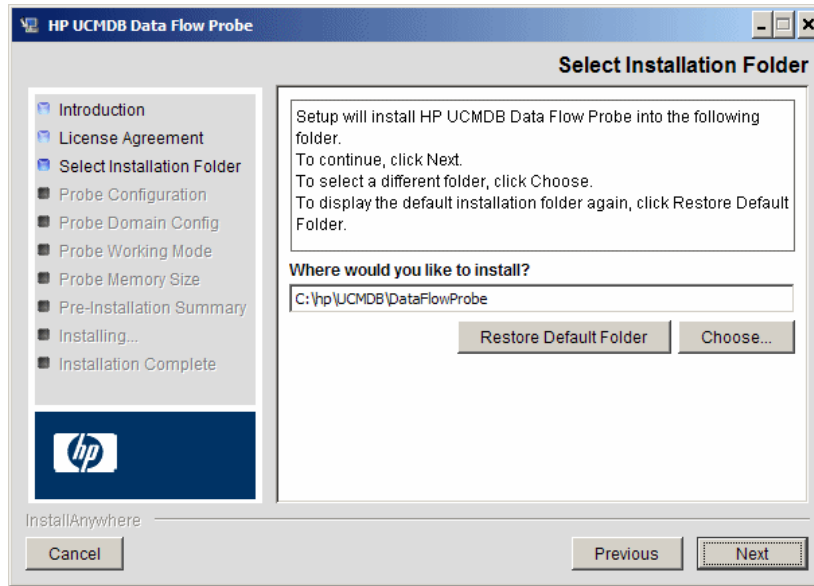 HP UCMDB Data Flow Probe
Select Installation Folder
Introduction
License Agreement
Select Installation Folder
Probe Configuration
Probe Domain Config
Probe Working Mode
Probe Memory Size
Pre-Installation Summary
Installing...
Installation Complete
hp
Setup will install HP UCMDB Data Flow Probe into the following
folder.
To continue, click Next.
To select a different folder, click Choose.
To display the default installation folder again, click Restore Default
Folder.
Where would you like to install?
C:\hp\UCMDB\DataFlowProbe
Restore Default Folder
Choose...
InstallAnywhere
Cancel
Previous
Next